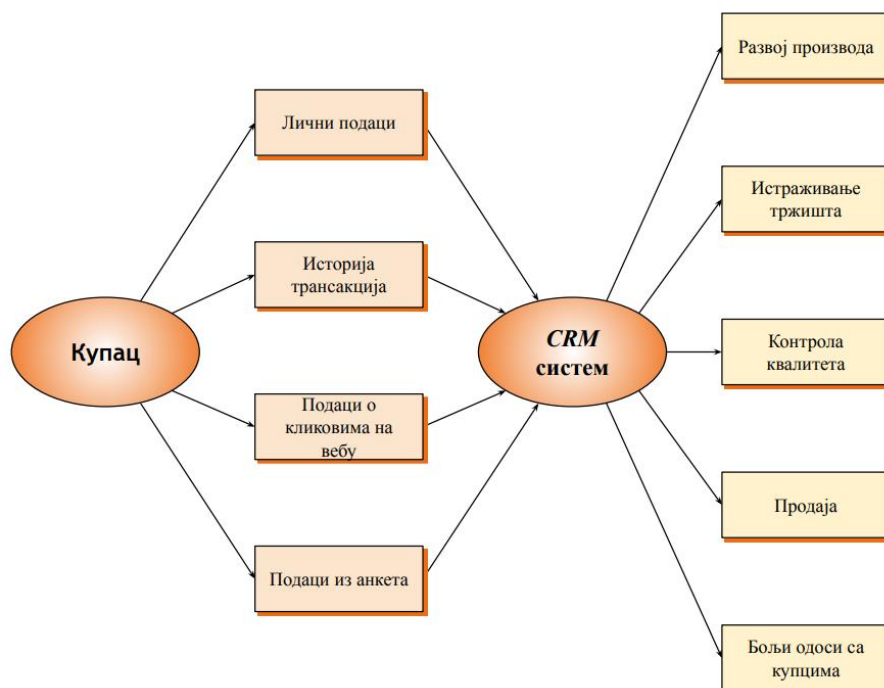 Развој производа
Лични подаци
Истраживање
тржишта
Историја
трансакција
Купац
CRM
систем
Контрола
квалитета
Подаци о
кликовима на
вебу
Продаја
Подаци из анкета
Бољи одоси са
купцима